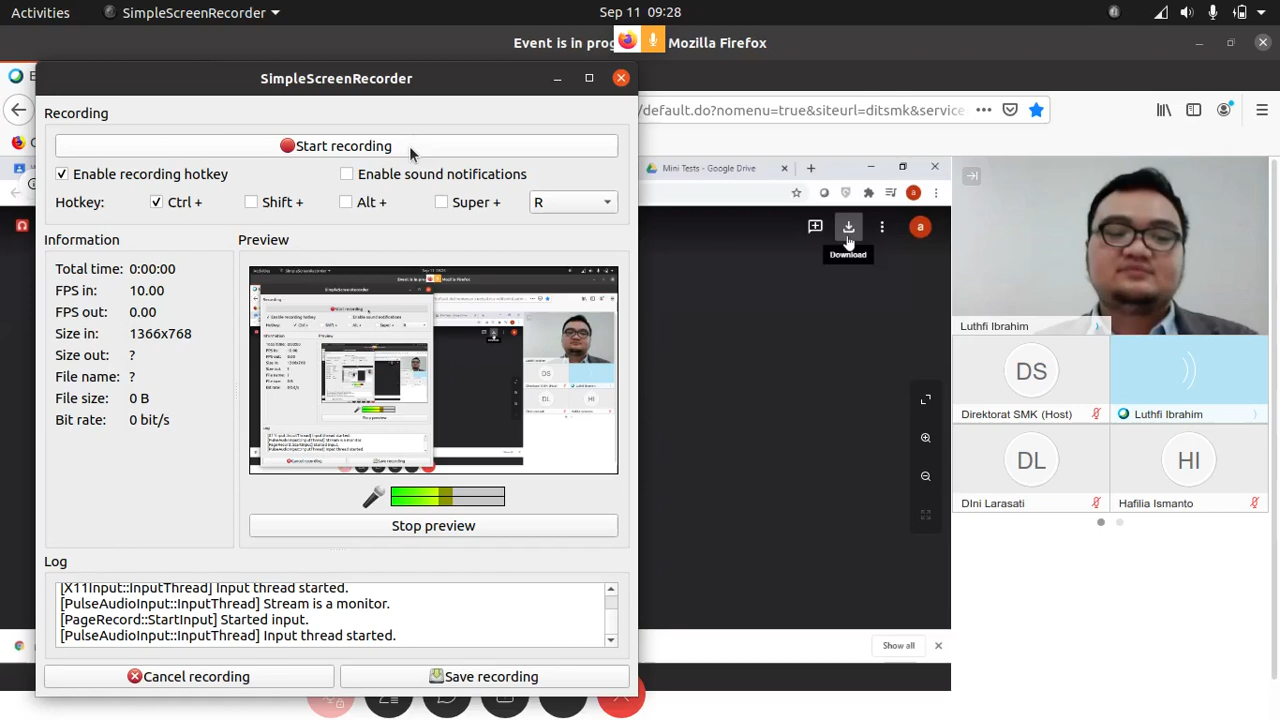 Activities SimpleScreenRecorder Sep 11 09:28
Event is in prog Mozilla Firefox
SimpleScreenRecorder
/default.do?nomenu=true&siteurl=ditsmk&service
Recording
Start recording
Enable recording hotkey Enable sound notifications
Hotkey: Ctrl + Shift + Alt + Super + R
Mini Tests - Google Drive
a
a
Download
Information
Total time: 0:00:00
FPS in: 10.00
FPS out: 0.00
Size in: 1366x768
Size out: ?
File name: ?
File size: 0 B
Bit rate: 0 bit/s
Preview
Stop preview
Log
[X11Input::InputThread] Input thread started.
[PulseAudioInput::InputThread] Stream is a monitor.
[PageRecord::StartInput] Started input.
[PulseAudioInput::InputThread] Input thread started.
Cancel recording Save recording
Show all
Luthfi Ibrahim
DS
Direktorat SMK (Host) Luthfi Ibrahim
DL HI
DIni Larasati Hafilia Ismanto